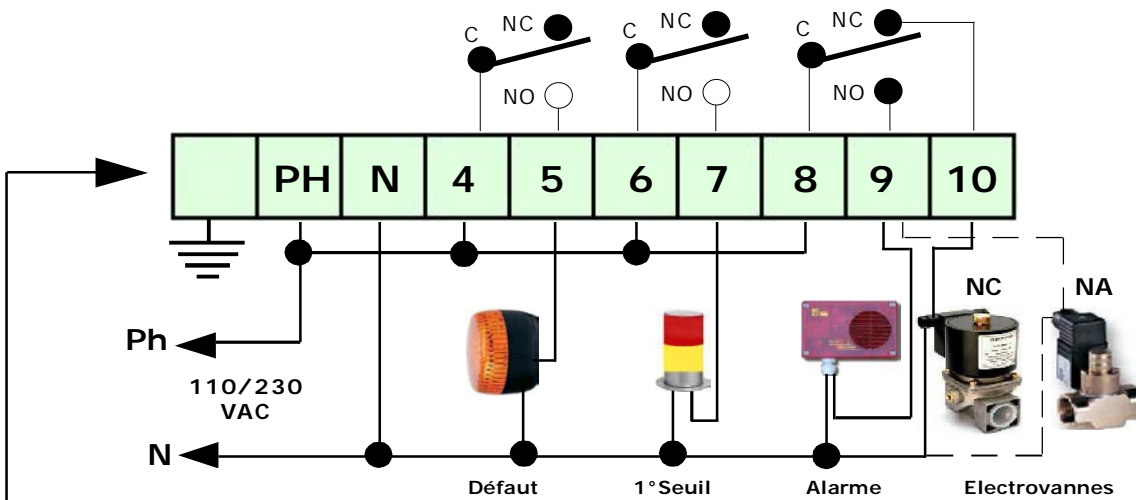 C NC C NC C NC
NO NO NO
PH N 4 5 6 7 8 9 10
NC NA
Ph
110/230
VAC
N
Défaut 1°Seuil Alarme Electrovannes